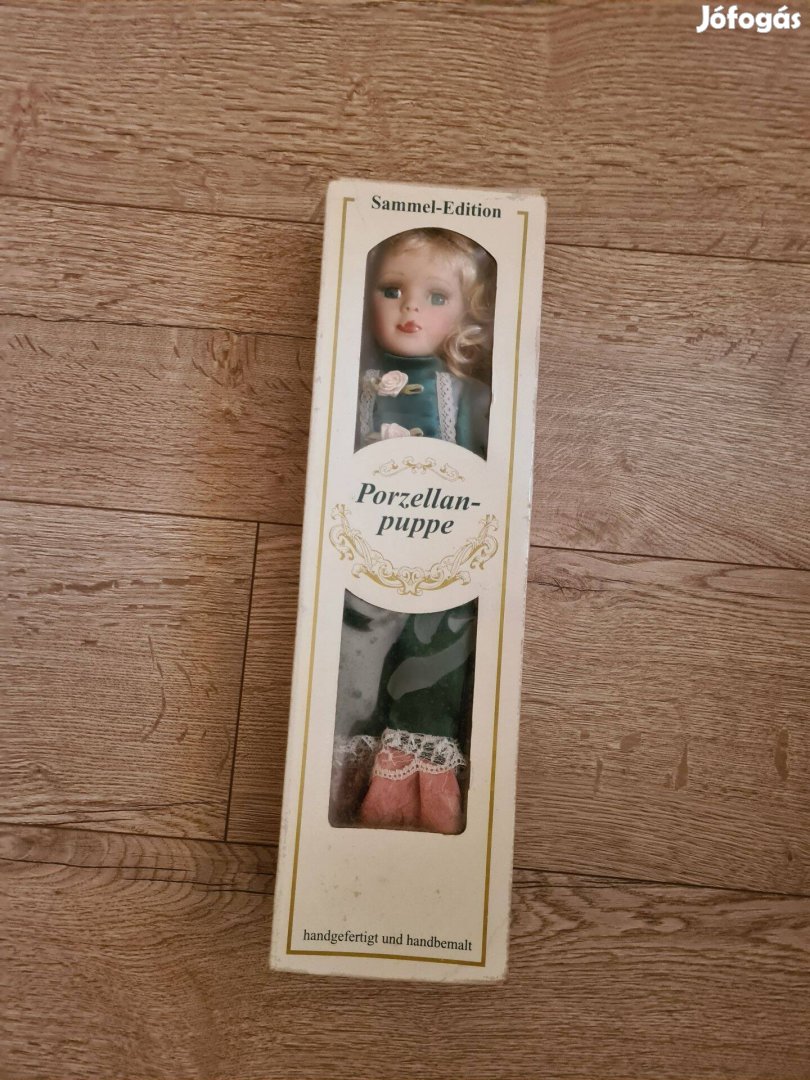 Jófogás
Sammel-Edition
Porzellan-
puppe
handgefertigt und handbemalt